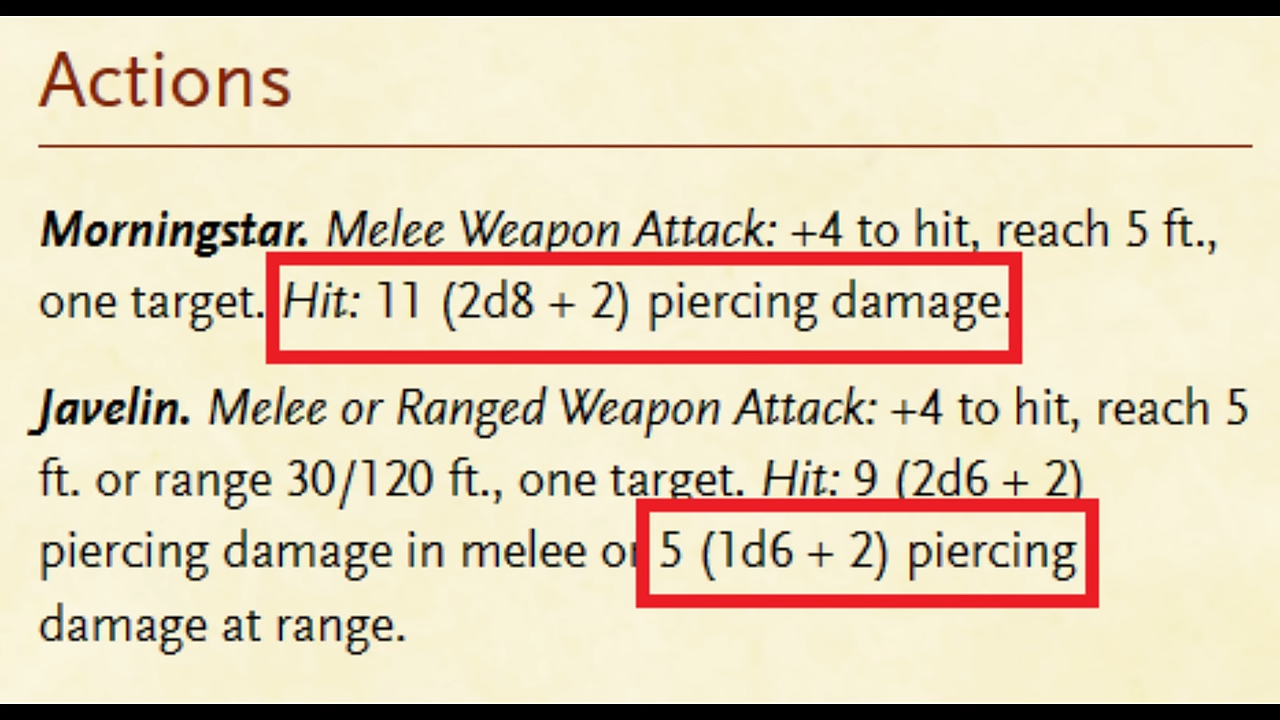 Actions
Morningstar. Melee Weapon Attack: +4 to hit, reach 5 ft.,
one target. Hit: 11 (2d8 + 2) piercing damage.
Javelin. Melee or Ranged Weapon Attack: +4 to hit, reach 5
ft. or range 30/120 ft., one target. Hit: 9 (2d6 + 2)
piercing damage in melee or 5 (1d6 + 2) piercing
damage at range.